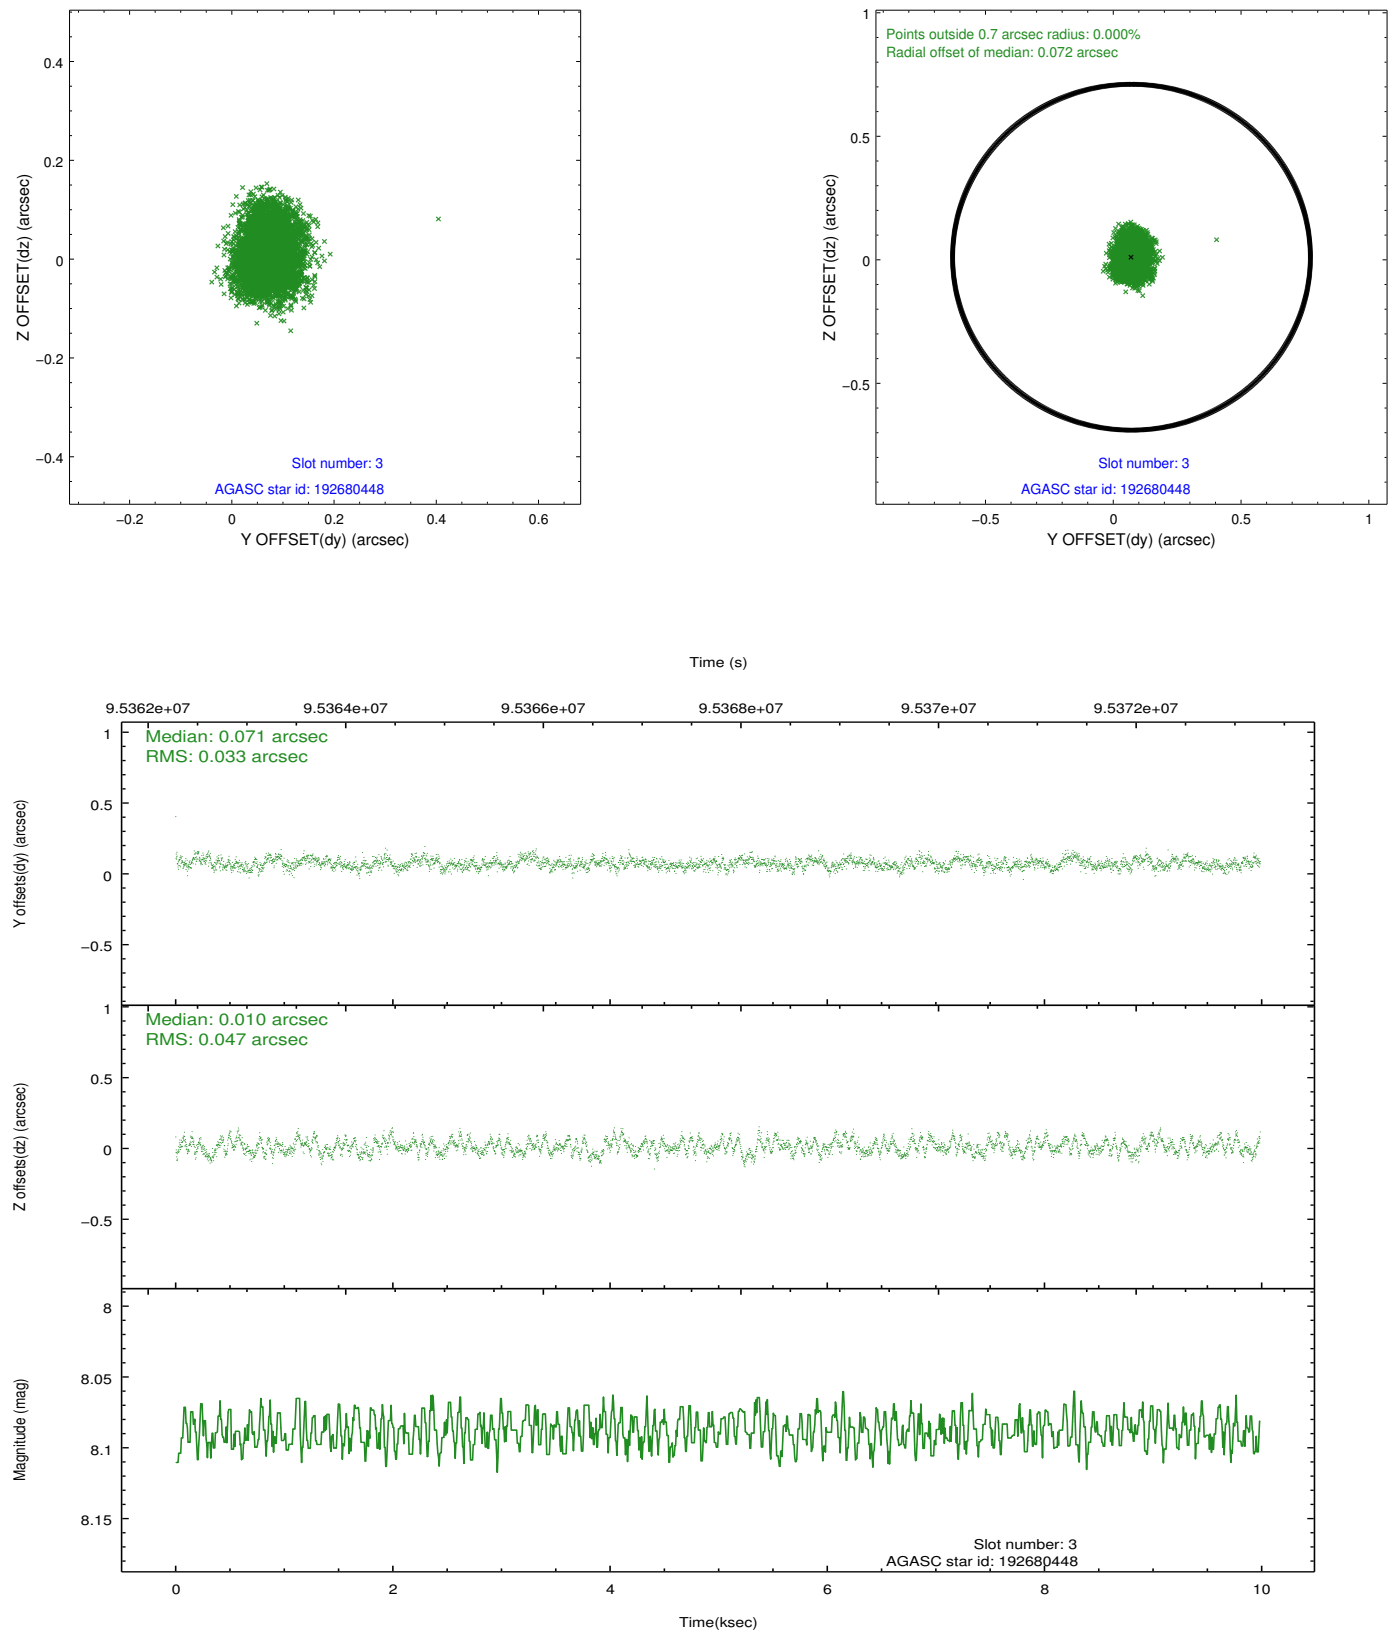 0.4
0.2
0
−0.2
−0.4
Z OFFSET(dz) (arcsec)
Slot number: 3
AGASC star id: 192680448
−0.2 0 0.2 0.4 0.6
Y OFFSET(dy) (arcsec)
1
0.5
0
−0.5
Z OFFSET(dz) (arcsec)
Points outside 0.7 arcsec radius: 0.000%
Radial offset of median: 0.072 arcsec
Slot number: 3
AGASC star id: 192680448
−0.5 0 0.5 1
Y OFFSET(dy) (arcsec)
Time (s)
9.5362e+07 9.5364e+07 9.5366e+07 9.5368e+07 9.537e+07 9.5372e+07
Median: 0.071 arcsec
RMS: 0.033 arcsec
1
0.5
0
−0.5
Y offsets(dy) (arcsec)
Median: 0.010 arcsec
RMS: 0.047 arcsec
1
0.5
0
−0.5
Z offsets(dz) (arcsec)
8
8.05
8.1
8.15
Magnitude (mag)
Slot number: 3
AGASC star id: 192680448
0 2 4 6 8 10
Time(ksec)